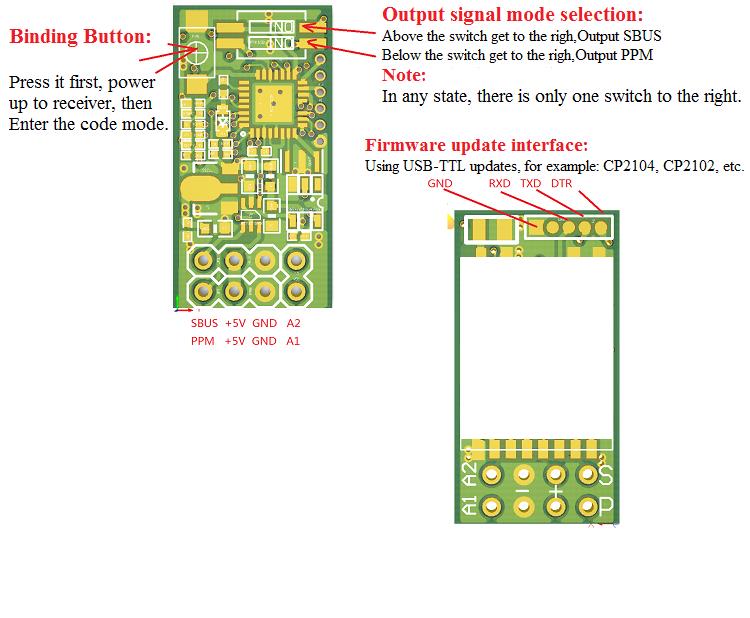 Output signal mode selection:
Binding Button:
Above the switch get to the righ,Output SBUS
Below the switch get to the righ,Output PPM
Note:
In any state, there is only one switch to the right.
Press it first, power
up to receiver, then
Enter the code mode.
NO
NO
Firmware update interface:
Using USB-TTL updates, for example: CP2104, CP2102, etc.
GND RXD TXD DTR
SBUS +5V GND A2
PPM +5V GND A1
A2 S
- +
A1 P